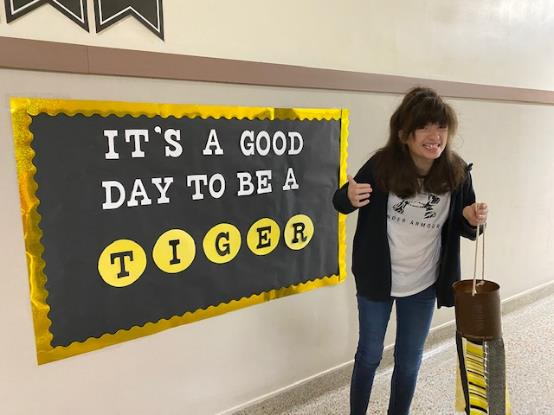 IT'S A GOOD
DAY TO BE A
TIGER
UNDER ARMOUR